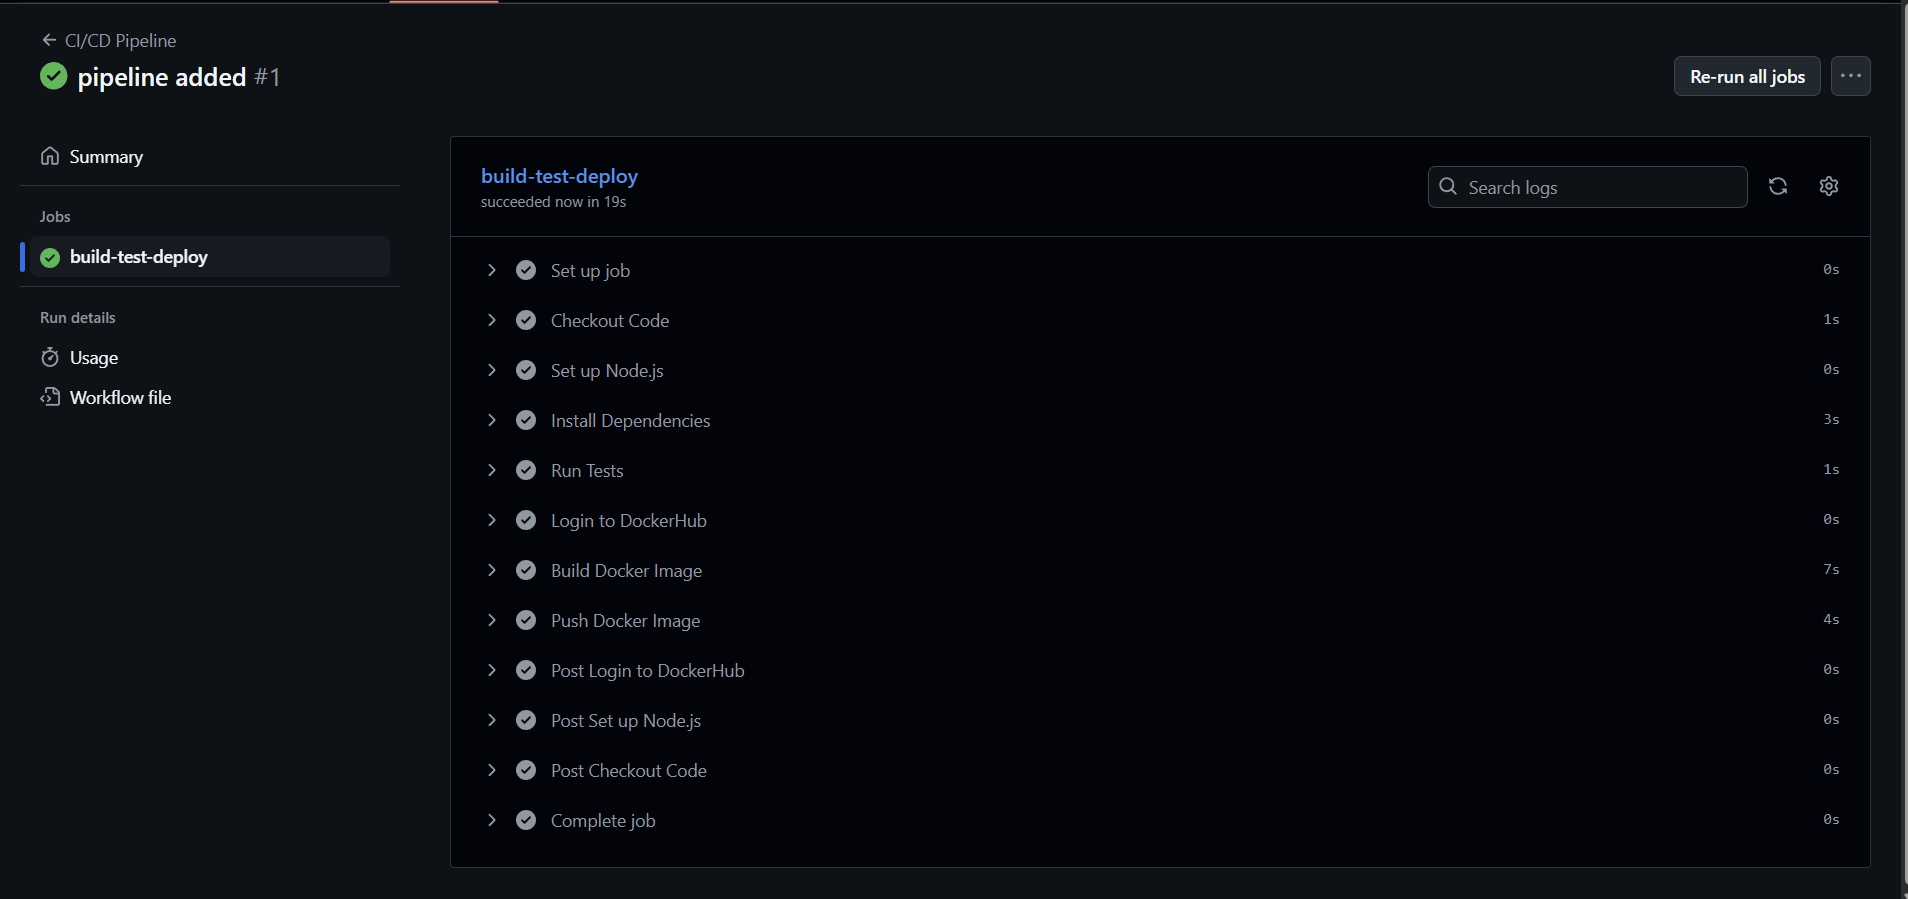 CI/CD Pipeline
pipeline added #1
Re-run all jobs
Summary
Jobs
build-test-deploy
Run details
Usage
Workflow file
build-test-deploy
succeeded now in 19s
Search logs
Set up job 0s
Checkout Code 1s
Set up Node.js 0s
Install Dependencies 3s
Run Tests 1s
Login to DockerHub 0s
Build Docker Image 7s
Push Docker Image 4s
Post Login to DockerHub 0s
Post Set up Node.js 0s
Post Checkout Code 0s
Complete job 0s